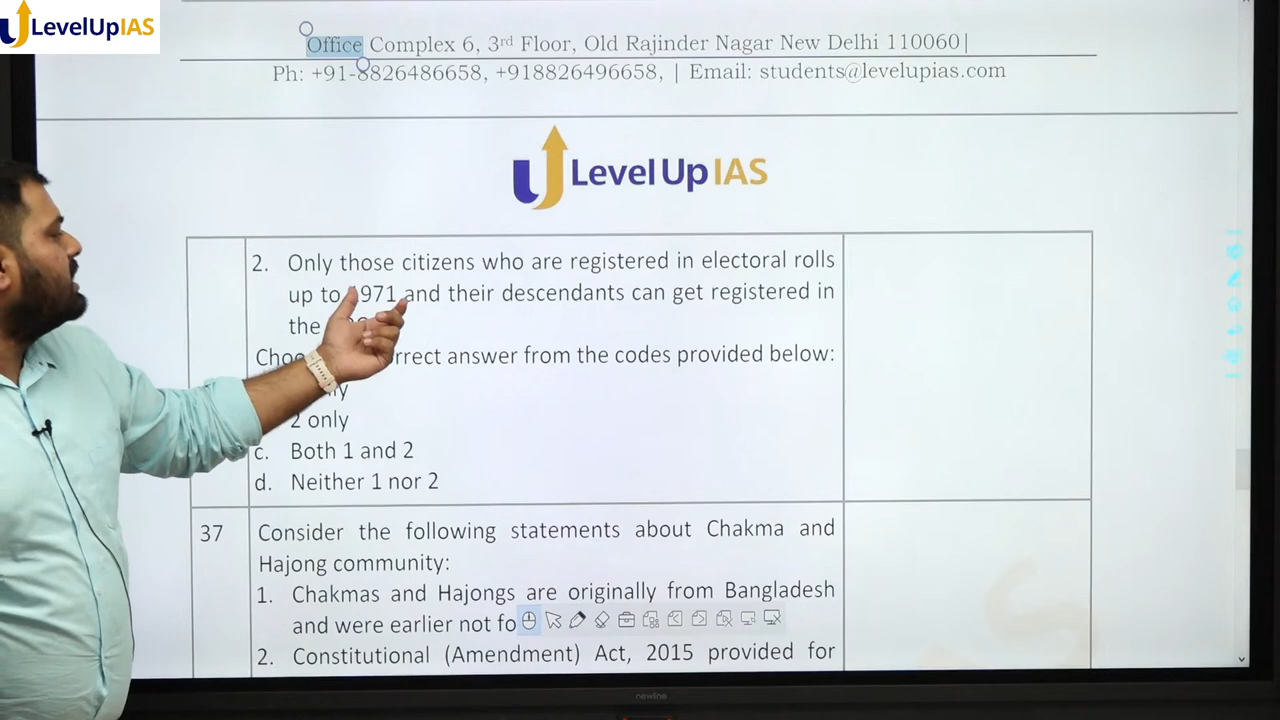 LevelUpIAS
Office Complex 6, 3rd Floor, Old Rajinder Nagar New Delhi 110060|
Ph: +91-8826486658, +918826496658, | Email: students@levelupias.com
Level Up IAS
2. Only those citizens who are registered in electoral rolls
up to 1971 and their descendants can get registered in
the
correct answer from the codes provided below:
2 only
c. Both 1 and 2
d. Neither 1 nor 2
37 Consider the following statements about Chakma and
Hajong community:
1. Chakmas and Hajongs are originally from Bangladesh
and were earlier not
2. Constitutional (Amendment) Act, 2015 provided for
newline